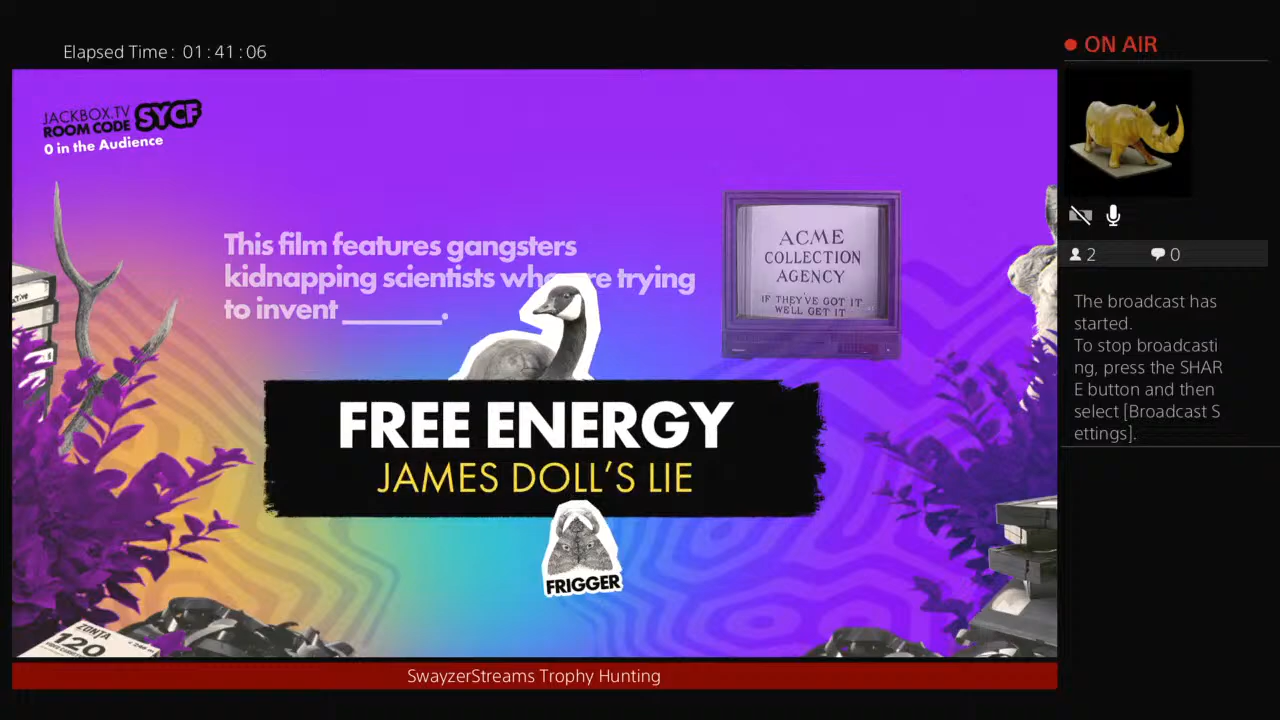 Elapsed Time: 01:41:06
ON AIR
JACKBOX.TV
ROOM CODE SYCF
0 in the Audience
This film features gangsters
kidnapping scientists who are trying
to invent _______.
ACME
COLLECTION
AGENCY
IF THEY'VE GOT IT
WE'LL GET IT
FREE ENERGY
JAMES DOLL'S LIE
FRIGGER
ZONTA
120
2
0
The broadcast has
started.
To stop broadcasti
ng, press the SHAR
E button and then
select [Broadcast S
ettings].
SwayzerStreams Trophy Hunting